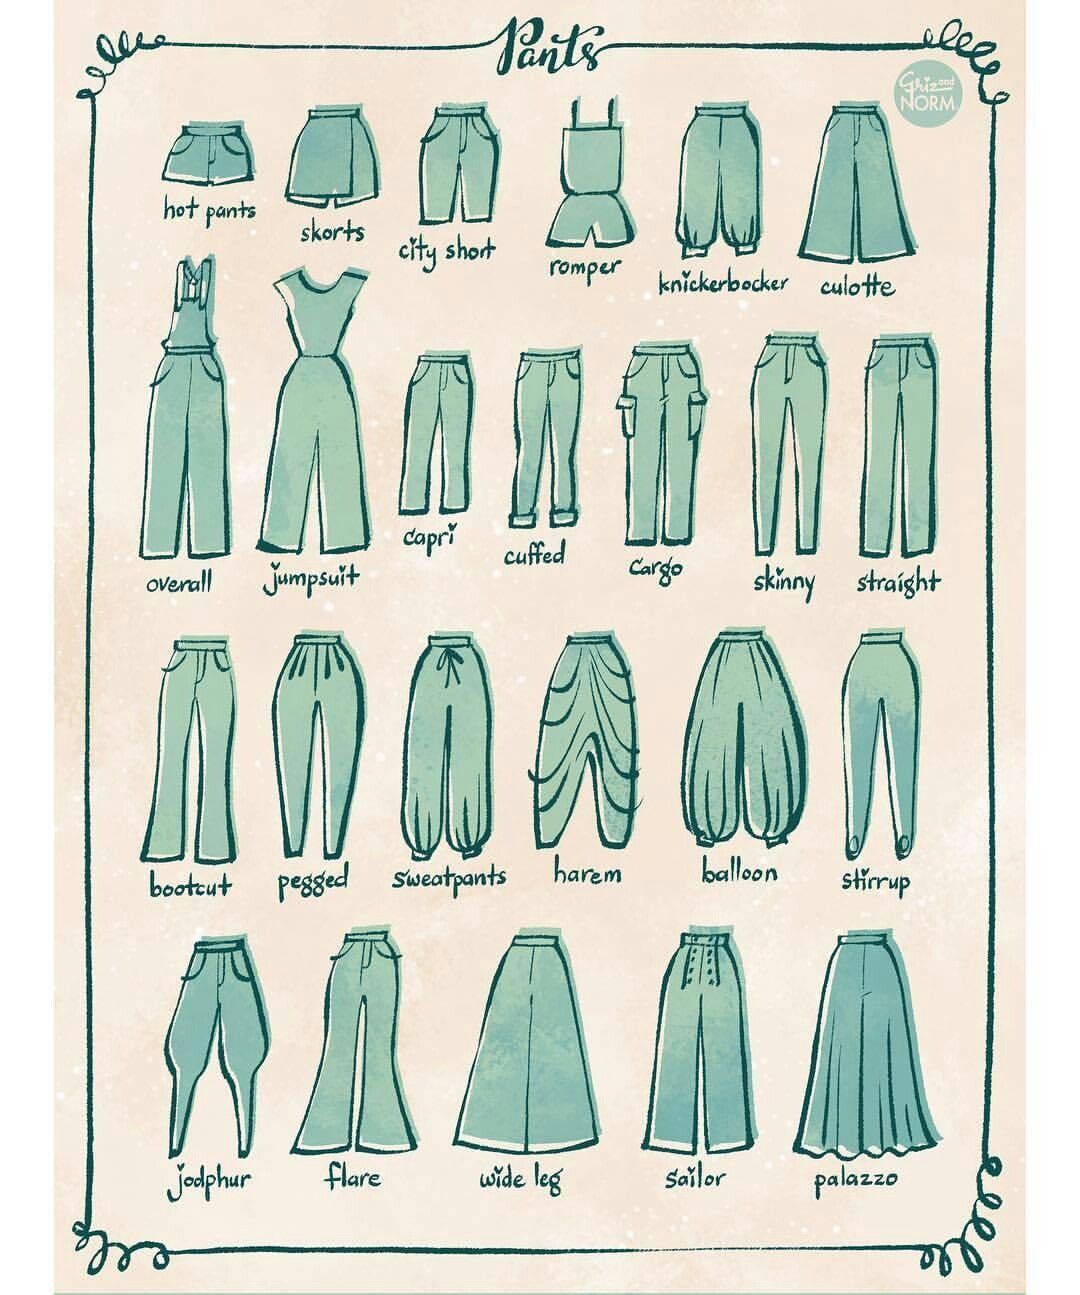 Pants
Griz and
NORM
hot pants
skorts
city short
romper
knickerbocker
culotte
overall
jumpsuit
capri
cuffed
cargo
skinny
straight
bootcut
pegged
sweatpants
harem
balloon
stirrup
jodphur
flare
wide leg
sailor
palazzo